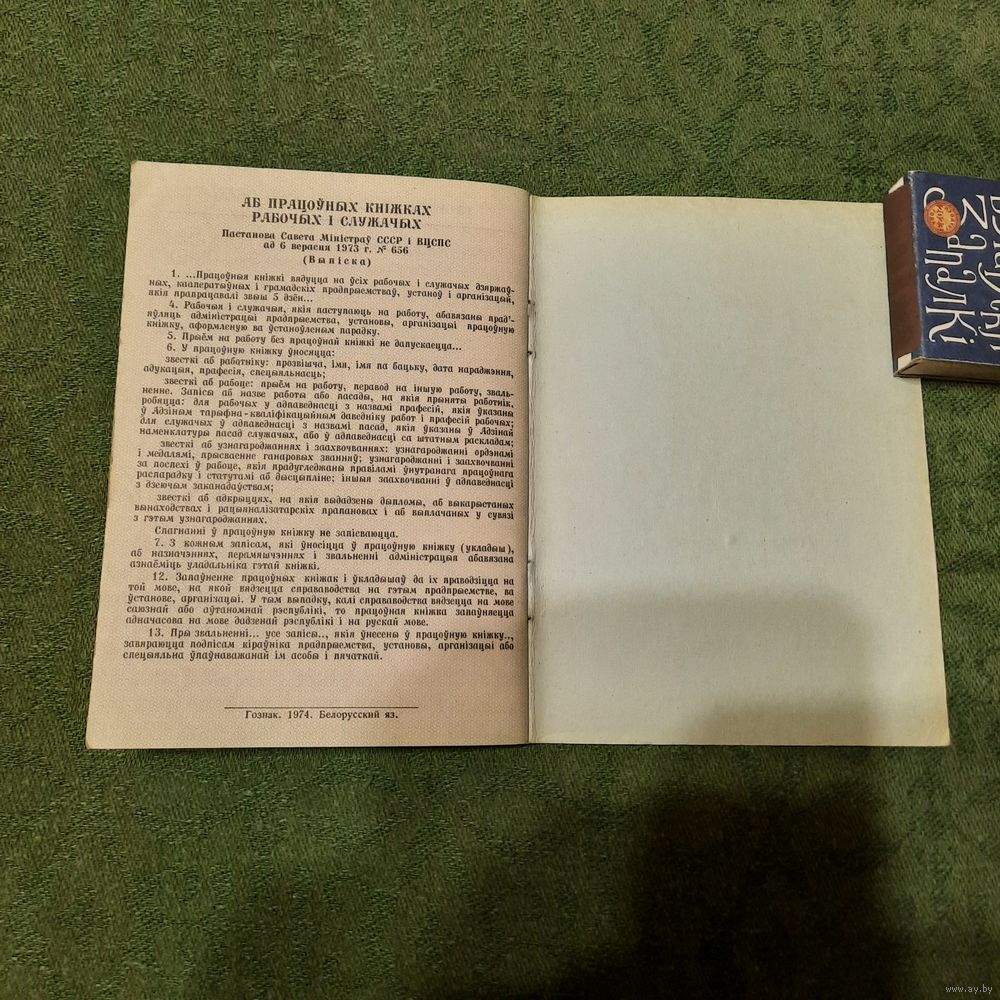 АБ ПРАЦОЎНЫХ КНІЖКАХ
РАБОЧЫХ І СЛУЖАЧЫХ
Пастанова Савета Міністраў СССР і ВЦСПС
ад 6 верасня 1973 г. № 656
(Выпіска)
1. ...Працоўныя кніжкі вядуцца на ўсіх рабочых і служачых дзяржаў-
ных, кааператыўных і грамадскіх прадпрыемстваў, устаноў і арганізацый,
якія прапрацавалі звыш 5 дзён...
4. Рабочыя і служачыя, якія паступаюць на работу, абавязаны прад'-
яўляць адміністрацыі прадпрыемства, установы, арганізацыі працоўную
кніжку, аформленую ва ўстаноўленым парадку.
5. Прыём на работу без працоўнай кніжкі не дапускаецца...
6. У працоўную кніжку ўносяцца:
звесткі аб работніку: прозвішча, імя, імя па бацьку, дата нараджэння,
адукацыя, прафесія, спецыяльнасць;
звесткі аб рабоце: прыём на работу, перавод на іншую работу, зваль-
ненне. Запісы аб назве работы або пасады, на якія прыняты работнік,
робяцца: для рабочых у адпаведнасці з назвамі прафесій, якія ўказаны
ў Адзіным тарыфна-кваліфікацыйным даведніку работ і прафесій рабочых;
для служачых ў адпаведнасці з назвамі пасад, якія ўказаны ў Адзінай
наменклатуры пасад служачых, або ў адпаведнасці са штатным раскладам;
звесткі аб узнагароджаннях і заахвочваннях: узнагароджанні ордэнамі
і медалямі, прысваенне ганаровых званняў; узнагароджанні і заахвочванні
за поспехі ў рабоце, якія прадугледжаны правіламі ўнутранага працоўнага
распарадку і статутамі аб дысцыпліне; іншыя заахвочванні ў адпаведнасці
з дзеючым заканадаўствам;
звесткі аб адкрыццях, на якія выдадзены дыпломы, аб выкарыстаных
вынаходствах і рацыяналізатарскіх прапановах і аб выплачаных у сувязі
з гэтым узнагароджаннях.
Спагнанні ў працоўную кніжку не запісваюцца.
7. З кожным запісам, які ўносіцца ў працоўную кніжку (укладыш),
аб назначэннях, перамяшчэннях і звальненні адміністрацыя абавязана
азнаёміць уладальніка гэтай кніжкі.
12. Запаўненне працоўных кніжак і ўкладышаў да іх праводзіцца на
той мове, на якой вядзецца справаводства на гэтым прадпрыемстве, ва
ўстанове, арганізацыі. У тым выпадку, калі справаводства вядзецца на мове
саюзнай або аўтаномнай рэспублікі, то працоўная кніжка запаўняецца
адначасова на мове дадзенай рэспублікі і на рускай мове.
13. Пры звальненні... усе запісы.., якія ўнесены ў працоўную кніжку..,
завяраюцца подпісам кіраўніка прадпрыемства, установы, арганізацыі або
спецыяльна ўпаўнаважанай ім асобы і пячаткай.
Гознак. 1974. Белорусский яз.
Запалкі
www.ay.by